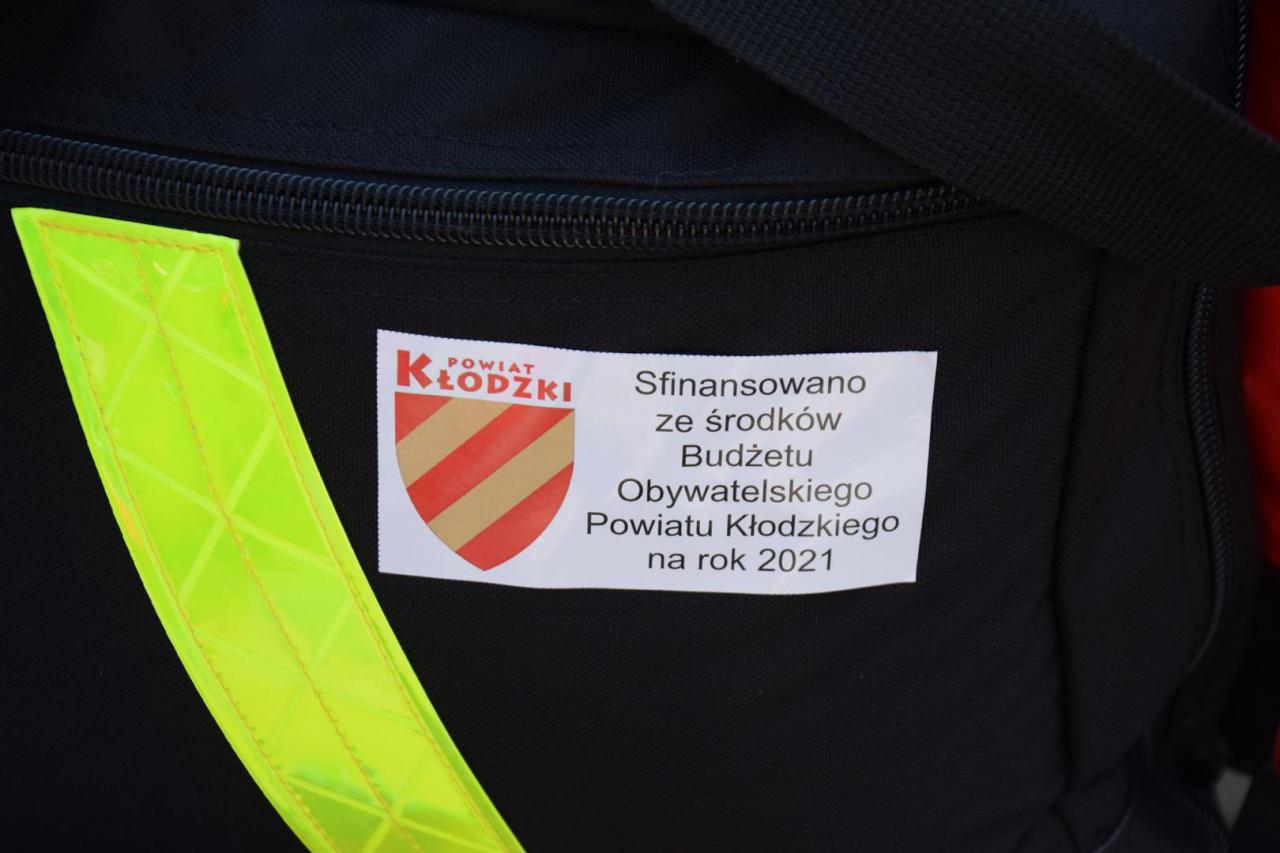 POWIAT
KŁODZKI
Sfinansowano
ze środków
Budżetu
Obywatelskiego
Powiatu Kłodzkiego
na rok 2021